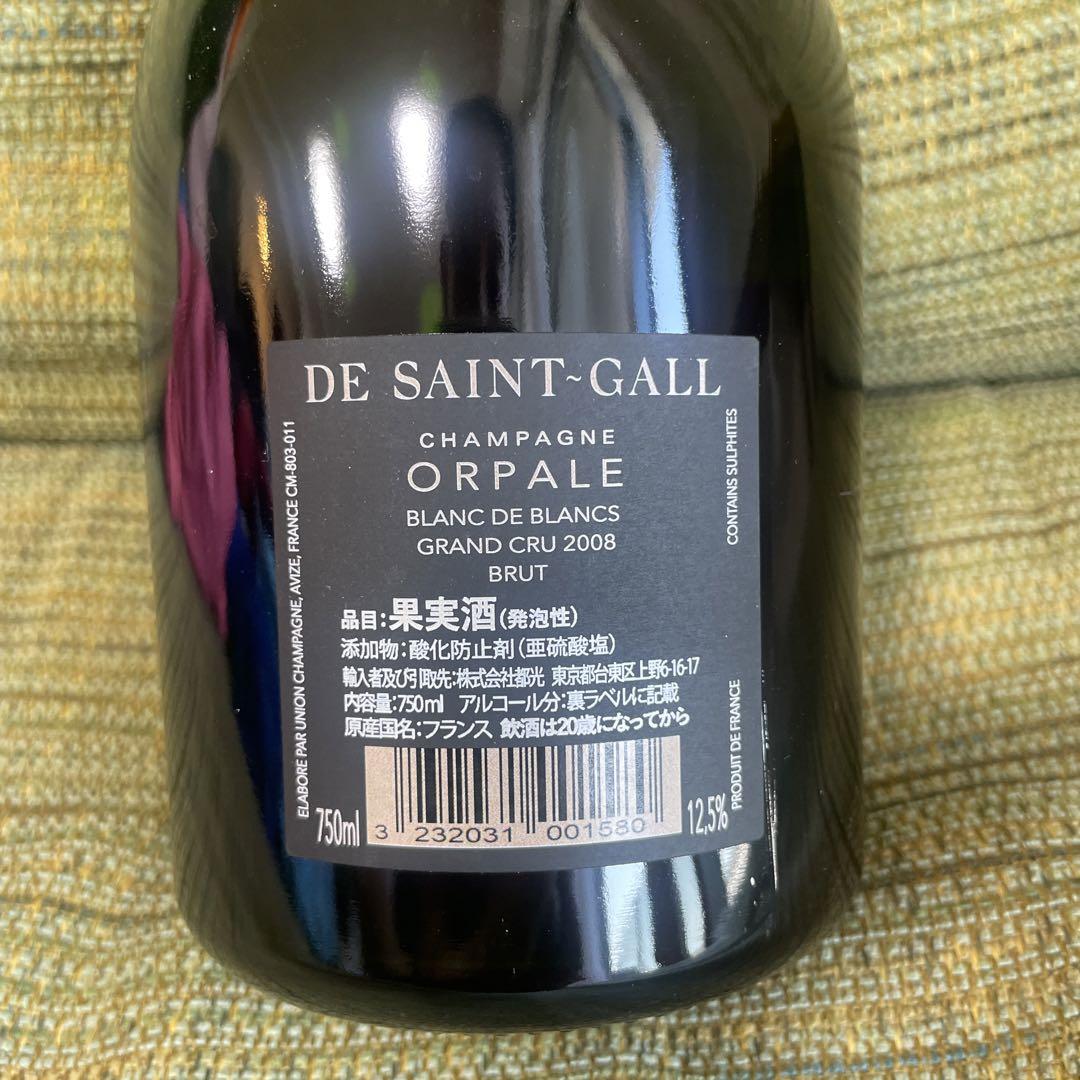 DE SAINT~GALL
CHAMPAGNE
ORPALE
BLANC DE BLANCS
GRAND CRU 2008
BRUT
品目:果実酒(発泡性)
添加物:酸化防止剤(亜硫酸塩)
輸入者及び引取先:株式会社都光 東京都台東区上野6-16-17
内容量:750ml アルコール分:裏ラベルに記載
原産国名:フランス 飲酒は20歳になってから
750ml
3 232031 001580
12,5%
ELABORÉ PAR UNION CHAMPAGNE, AVIZE, FRANCE CM-803-011
CONTAINS SULPHITES
PRODUIT DE FRANCE